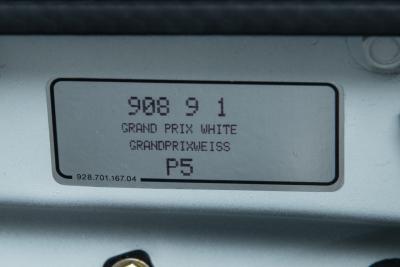 908 9 1
GRAND PRIX WHITE
GRANDPRIXWEISS
P5
928.701.167.04